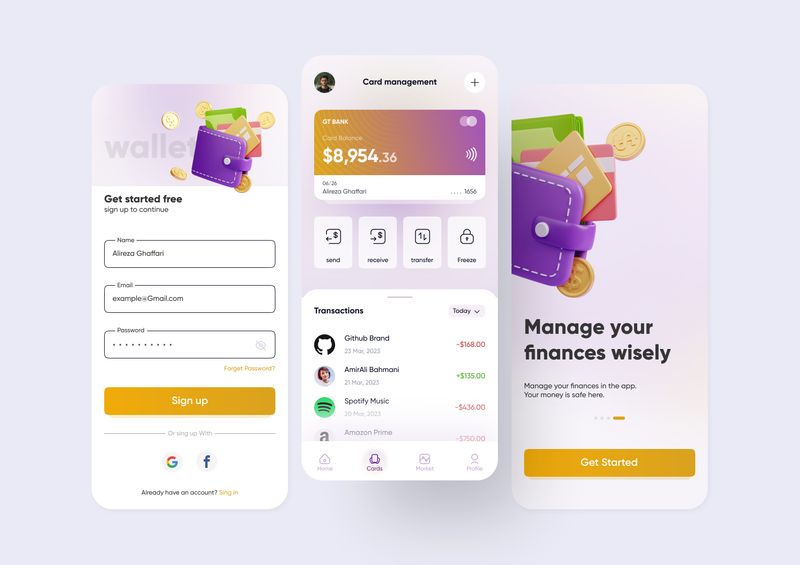 wallet
Get started free
sign up to continue
Name
Alireza Ghaffari
Email
example@Gmail.com
Password
Forget Password?
Sign up
Or sing up With
Already have an account? Sing in
Card management
GT BANK
Card Balance
$8,954.36
06/26
Alireza Ghaffari .... 1656
send
receive
transfer
Freeze
Transactions
Today
Github Brand
23 Mar, 2023
-$168.00
AmirAli Bahmani
21 Mar, 2023
+$135.00
Spotify Music
20 Mar, 2023
-$436.00
Amazon Prime
-$750.00
Home
Cards
Market
Profile
Manage your
finances wisely
Manage your finances in the app.
Your money is safe here.
Get Started